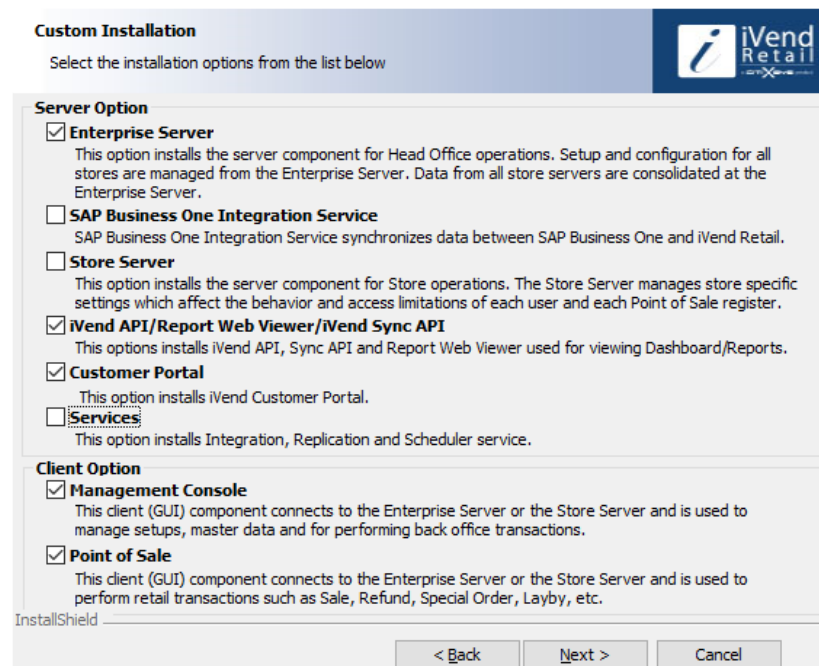 Custom Installation
Select the installation options from the list below
i
iVend
Retail
Server Option
Enterprise Server
This option installs the server component for Head Office operations. Setup and configuration for all
stores are managed from the Enterprise Server. Data from all store servers are consolidated at the
Enterprise Server.
SAP Business One Integration Service
SAP Business One Integration Service synchronizes data between SAP Business One and iVend Retail.
Store Server
This option installs the server component for Store operations. The Store Server manages store specific
settings which affect the behavior and access limitations of each user and each Point of Sale register.
iVend API/Report Web Viewer/iVend Sync API
This options installs iVend API, Sync API and Report Web Viewer used for viewing Dashboard/Reports.
Customer Portal
This option installs iVend Customer Portal.
Services
This option installs Integration, Replication and Scheduler service.
Client Option
Management Console
This client (GUI) component connects to the Enterprise Server or the Store Server and is used to
manage setups, master data and for performing back office transactions.
Point of Sale
This client (GUI) component connects to the Enterprise Server or the Store Server and is used to
perform retail transactions such as Sale, Refund, Special Order, Layby, etc.
InstallShield
< Back
Next >
Cancel